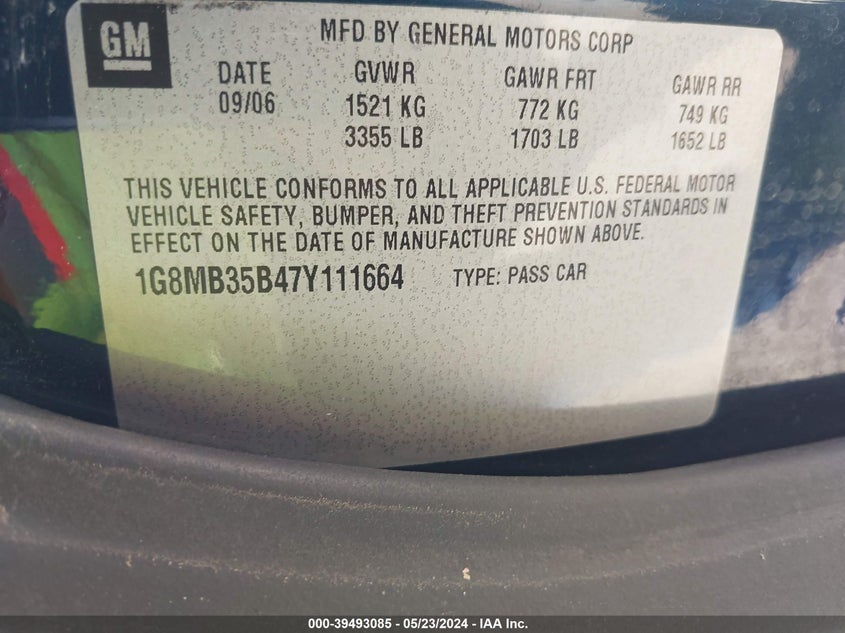 GM
MFD BY GENERAL MOTORS CORP
DATE GVWR GAWR FRT GAWR RR
09/06 1521 KG 772 KG 749 KG
3355 LB 1703 LB 1652 LB
THIS VEHICLE CONFORMS TO ALL APPLICABLE U.S. FEDERAL MOTOR
VEHICLE SAFETY, BUMPER, AND THEFT PREVENTION STANDARDS IN
EFFECT ON THE DATE OF MANUFACTURE SHOWN ABOVE.
1G8MB35B47Y111664 TYPE: PASS CAR
000-39493085 - 05/23/2024 - IAA Inc.